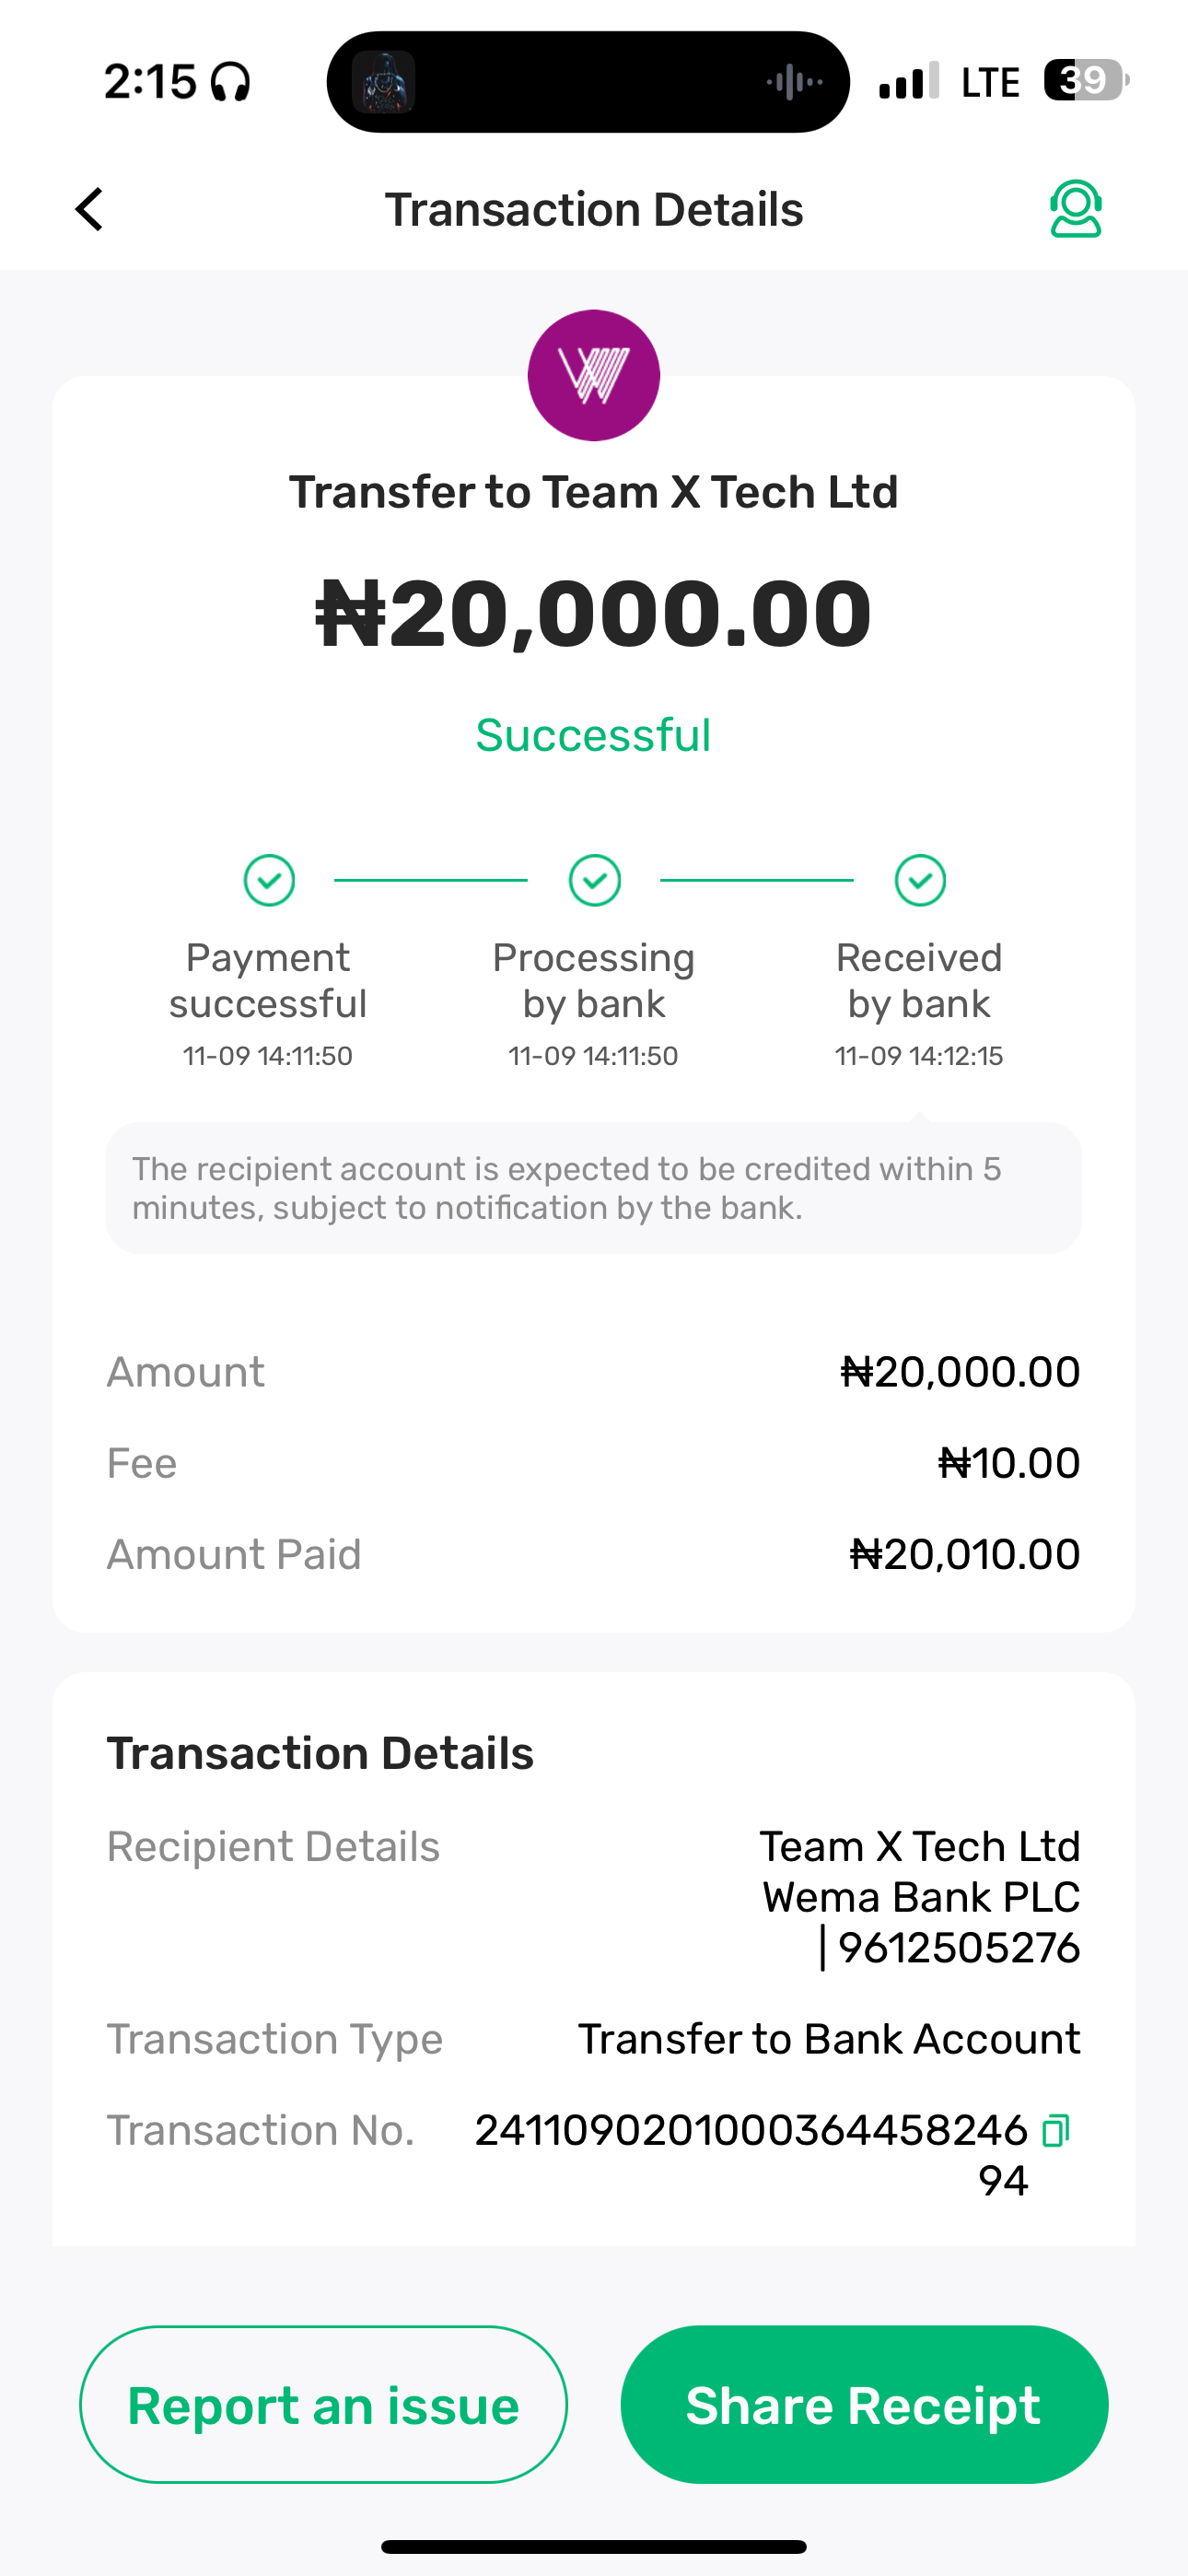 2:15 LTE 39
Transaction Details
Transfer to Team X Tech Ltd
₦20,000.00
Successful
Payment successful
11-09 14:11:50
Processing by bank
11-09 14:11:50
Received by bank
11-09 14:12:15
The recipient account is expected to be credited within 5
minutes, subject to notification by the bank.
Amount ₦20,000.00
Fee ₦10.00
Amount Paid ₦20,010.00
Transaction Details
Recipient Details Team X Tech Ltd
Wema Bank PLC
| 9612505276
Transaction Type Transfer to Bank Account
Transaction No. 24110902010003644582​46
94
Report an issue Share Receipt